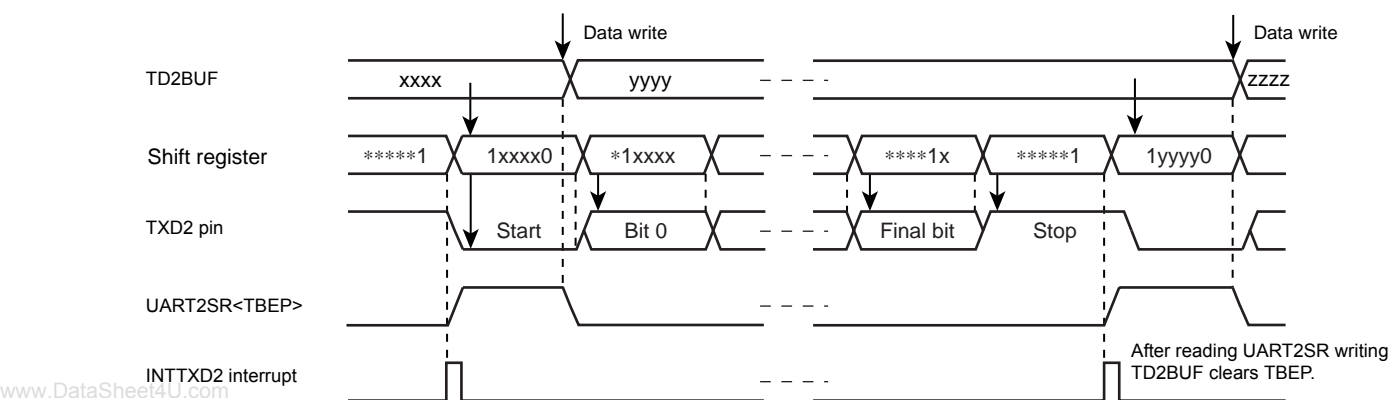 Data write
Data write
TD2BUF
xxxx
yyyy
zzzz
Shift register
*****1
1xxxx0
*1xxxx
****1x
*****1
1yyyy0
TXD2 pin
Start
Bit 0
Final bit
Stop
UART2SR<TBEP>
INTTXD2 interrupt
After reading UART2SR writing
TD2BUF clears TBEP.
www.DataSheet4U.com